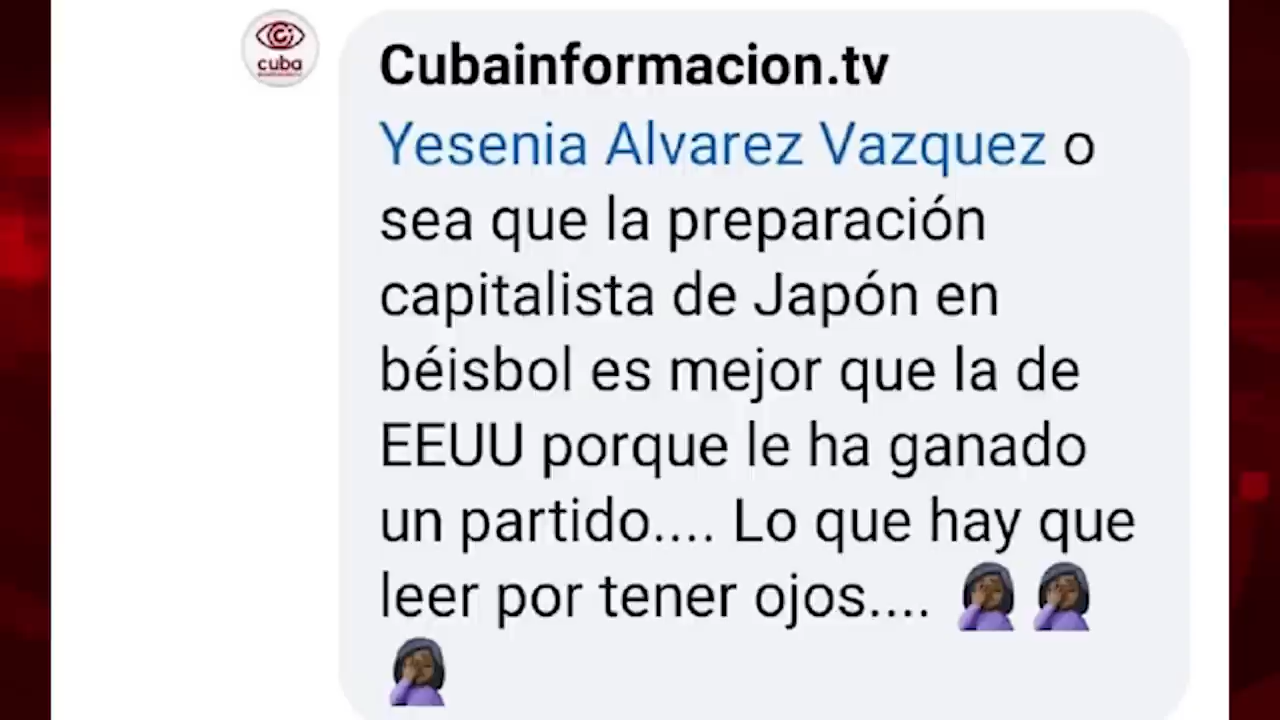 cuba
Cubainformacion.tv
Yesenia Alvarez Vazquez o
sea que la preparación
capitalista de Japón en
béisbol es mejor que la de
EEUU porque le ha ganado
un partido.... Lo que hay que
leer por tener ojos.... 🤦🏿‍♀️🤦🏿‍♀️
🤦🏿‍♀️